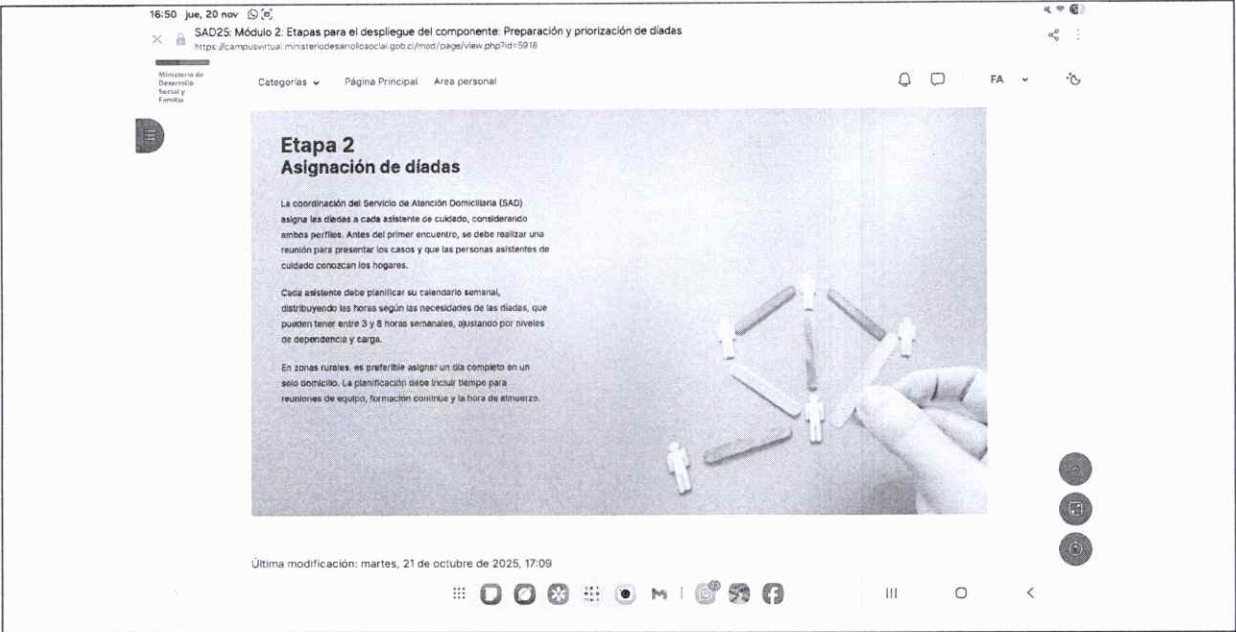 16:50 jue, 20 nov
SAD25: Módulo 2: Etapas para el despliegue del componente: Preparación y priorización de díadas
https://campusvirtual.ministeriodesarrollosocial.gob.cl/mod/page/view.php?id=5918
Ministerio de
Desarrollo
Social y
Familia
Categorías
Página Principal
Area personal
FA
Etapa 2
Asignación de díadas
La coordinación del Servicio de Atención Domiciliaria (SAD)
asigna las díadas a cada asistente de cuidado, considerando
ambos perfiles. Antes del primer encuentro, se debe realizar una
reunión para presentar los casos y que las personas asistentes de
cuidado conozcan los hogares.
Cada asistente debe planificar su calendario semanal,
distribuyendo las horas según las necesidades de las díadas, que
pueden tener entre 3 y 8 horas semanales, ajustando por niveles
de dependencia y carga.
En zonas rurales, es preferible asignar un día completo en un
solo domicilio. La planificación debe incluir tiempo para
reuniones de equipo, formación continua y la hora de almuerzo.
Última modificación: martes, 21 de octubre de 2025, 17:09